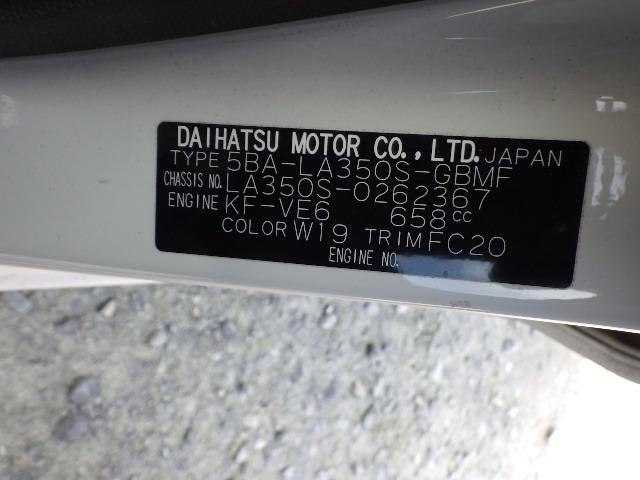 DAIHATSU MOTOR CO., LTD. JAPAN
TYPE 5BA-LA350S-GBMF
CHASSIS NO. LA350S-0262367
ENGINE KF-VE6 658cc
COLOR W19 TRIM FC20
ENGINE NO.